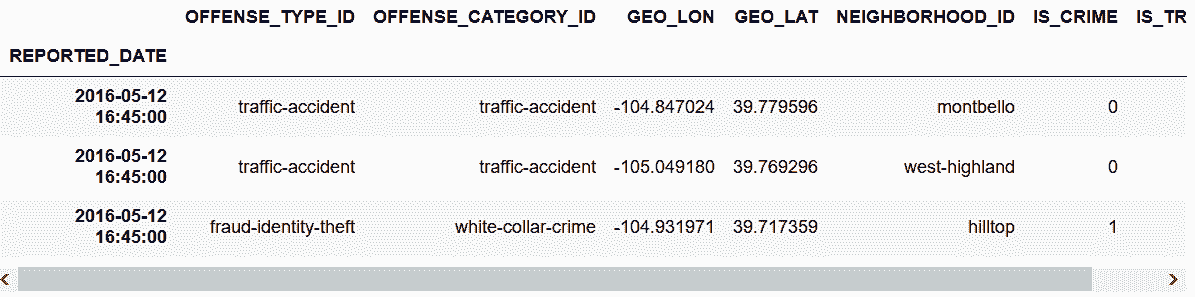 OFFENSE_TYPE_ID OFFENSE_CATEGORY_ID GEO_LON GEO_LAT NEIGHBORHOOD_ID IS_CRIME IS_TR
REPORTED_DATE
2016-05-12
16:45:00 traffic-accident traffic-accident -104.847024 39.779596 montbello 0
2016-05-12
16:45:00 traffic-accident traffic-accident -105.049180 39.769296 west-highland 0
2016-05-12
16:45:00 fraud-identity-theft white-collar-crime -104.931971 39.717359 hilltop 1